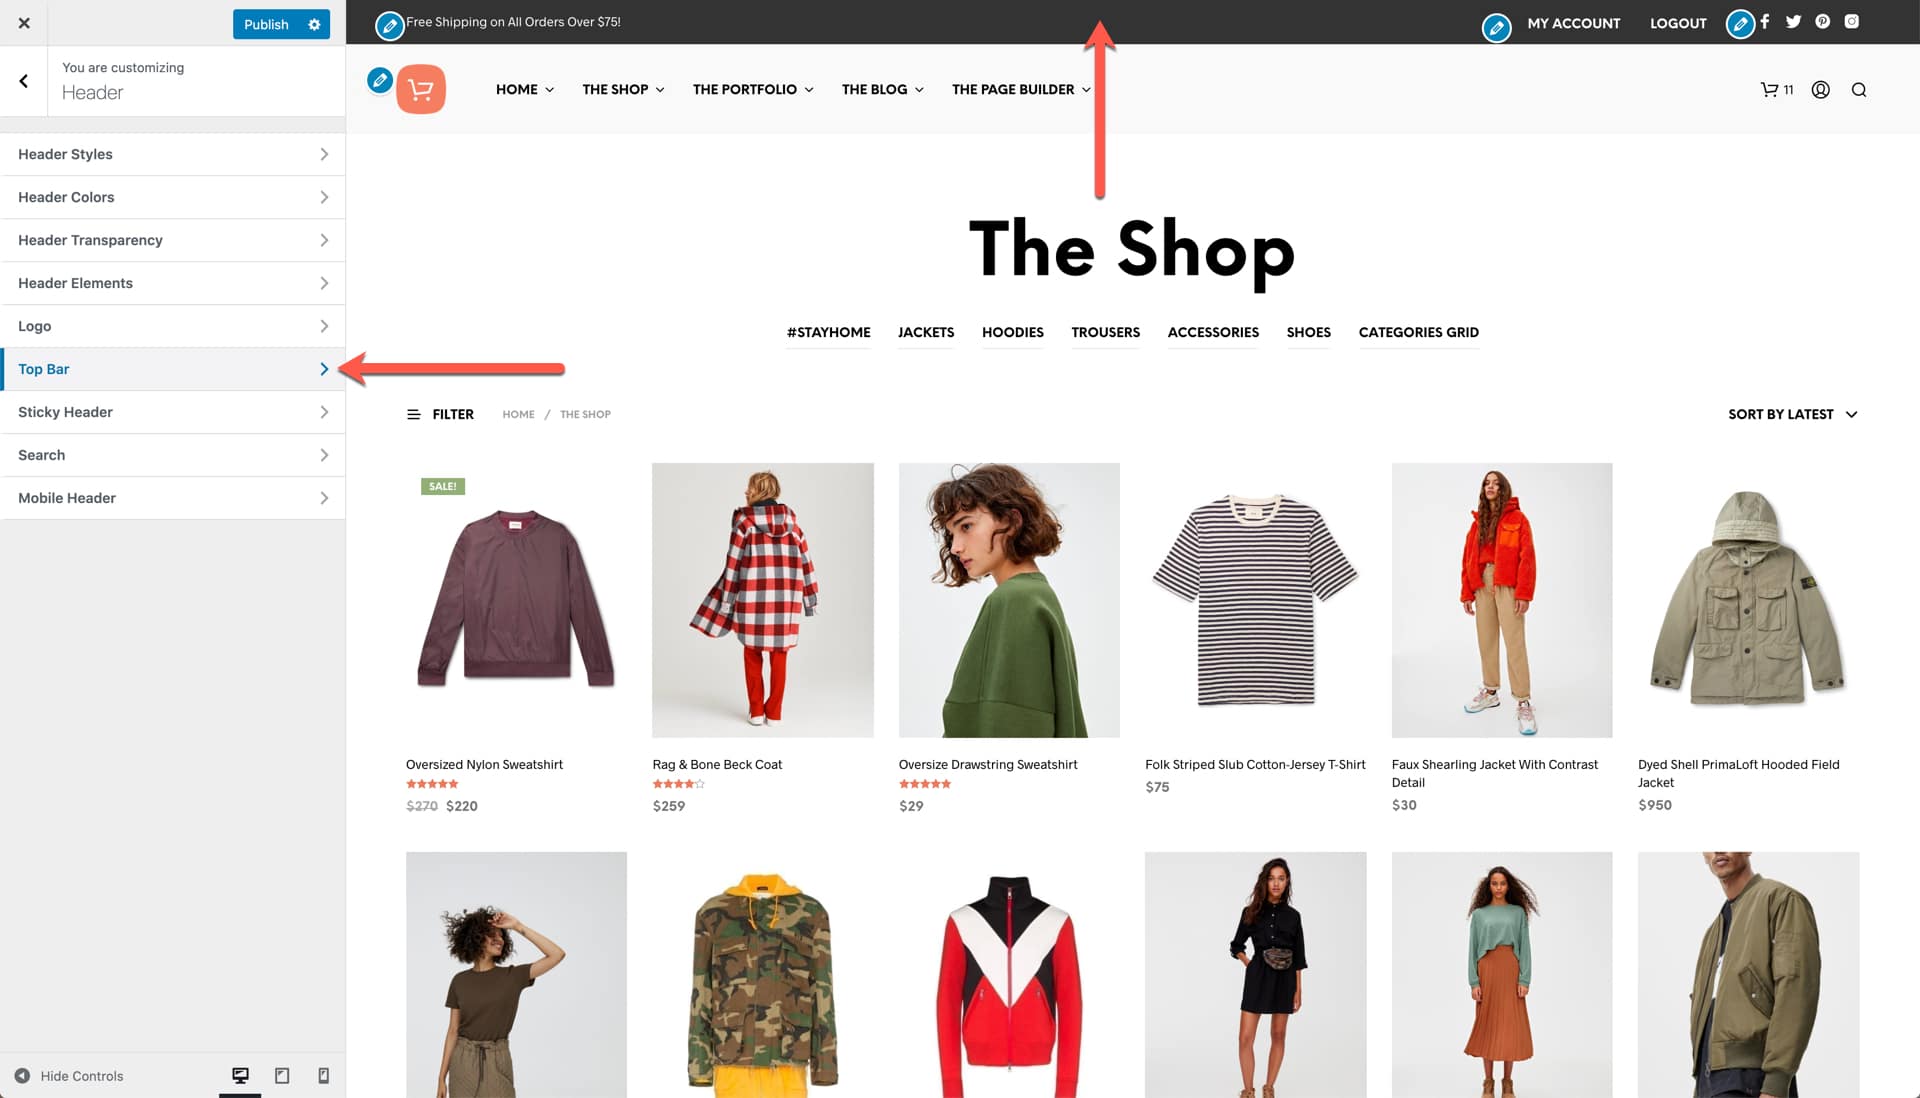 Publish
You are customizing
Header
Header Styles
Header Colors
Header Transparency
Header Elements
Logo
Top Bar
Sticky Header
Search
Mobile Header
Hide Controls
Free Shipping on All Orders Over $75!
MY ACCOUNT LOGOUT
HOME THE SHOP THE PORTFOLIO THE BLOG THE PAGE BUILDER
11
The Shop
#STAYHOME JACKETS HOODIES TROUSERS ACCESSORIES SHOES CATEGORIES GRID
FILTER HOME / THE SHOP
SORT BY LATEST
SALE!
Oversized Nylon Sweatshirt
$270 $220
Rag & Bone Beck Coat
$259
Oversize Drawstring Sweatshirt
$29
Folk Striped Slub Cotton-Jersey T-Shirt
$75
Faux Shearling Jacket With Contrast
Detail
$30
Dyed Shell PrimaLoft Hooded Field
Jacket
$950